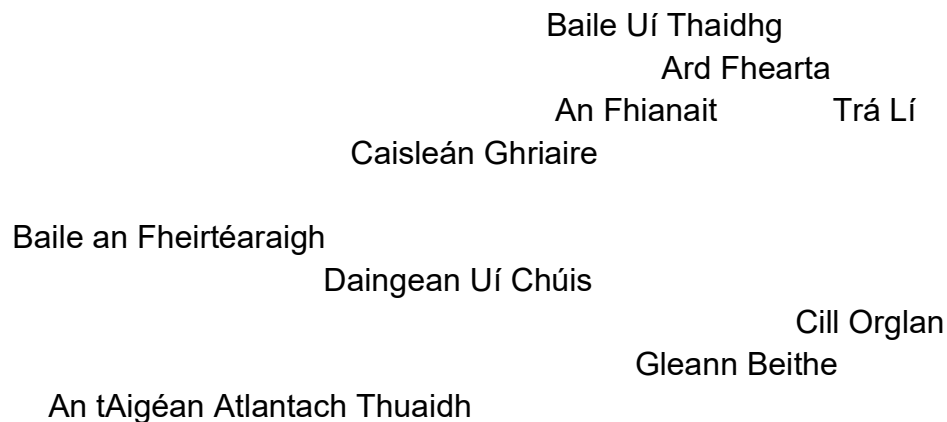 Baile Uí Thaidhg
Ard Fhearta
An Fhianait Trá Lí
Caisleán Ghriaire
Baile an Fheirtéaraigh
Daingean Uí Chúis
Cill Orglan
Gleann Beithe
An tAigéan Atlantach Thuaidh